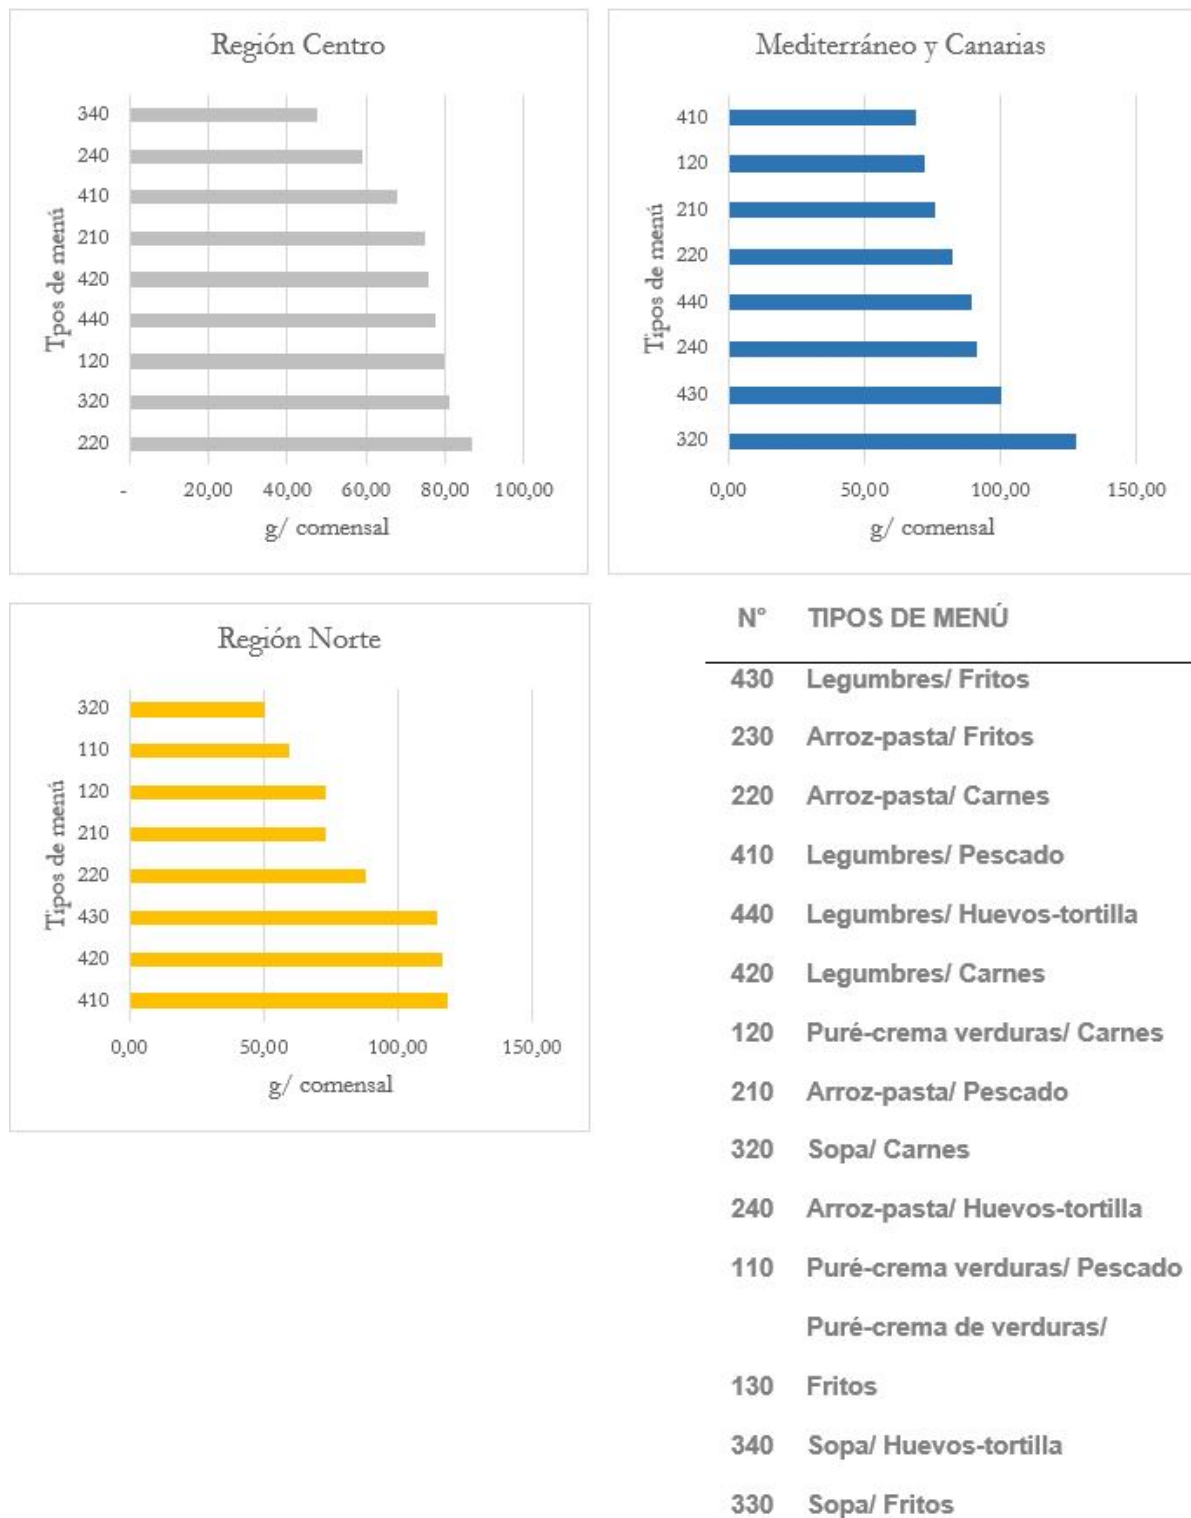 Región Centro
Tpos de menú
340
240
410
210
420
440
120
320
220
-
20,00
40,00
60,00
80,00
100,00
g/ comensal
Mediterráneo y Canarias
Tipos de menú
410
120
210
220
440
240
430
320
0,00
50,00
100,00
150,00
g/ comensal
Región Norte
Tipos de menú
320
110
120
210
220
430
420
410
0,00
50,00
100,00
150,00
g/ comensal
N° TIPOS DE MENÚ
430 Legumbres/ Fritos
230 Arroz-pasta/ Fritos
220 Arroz-pasta/ Carnes
410 Legumbres/ Pescado
440 Legumbres/ Huevos-tortilla
420 Legumbres/ Carnes
120 Puré-crema verduras/ Carnes
210 Arroz-pasta/ Pescado
320 Sopa/ Carnes
240 Arroz-pasta/ Huevos-tortilla
110 Puré-crema verduras/ Pescado
Puré-crema de verduras/
130 Fritos
340 Sopa/ Huevos-tortilla
330 Sopa/ Fritos